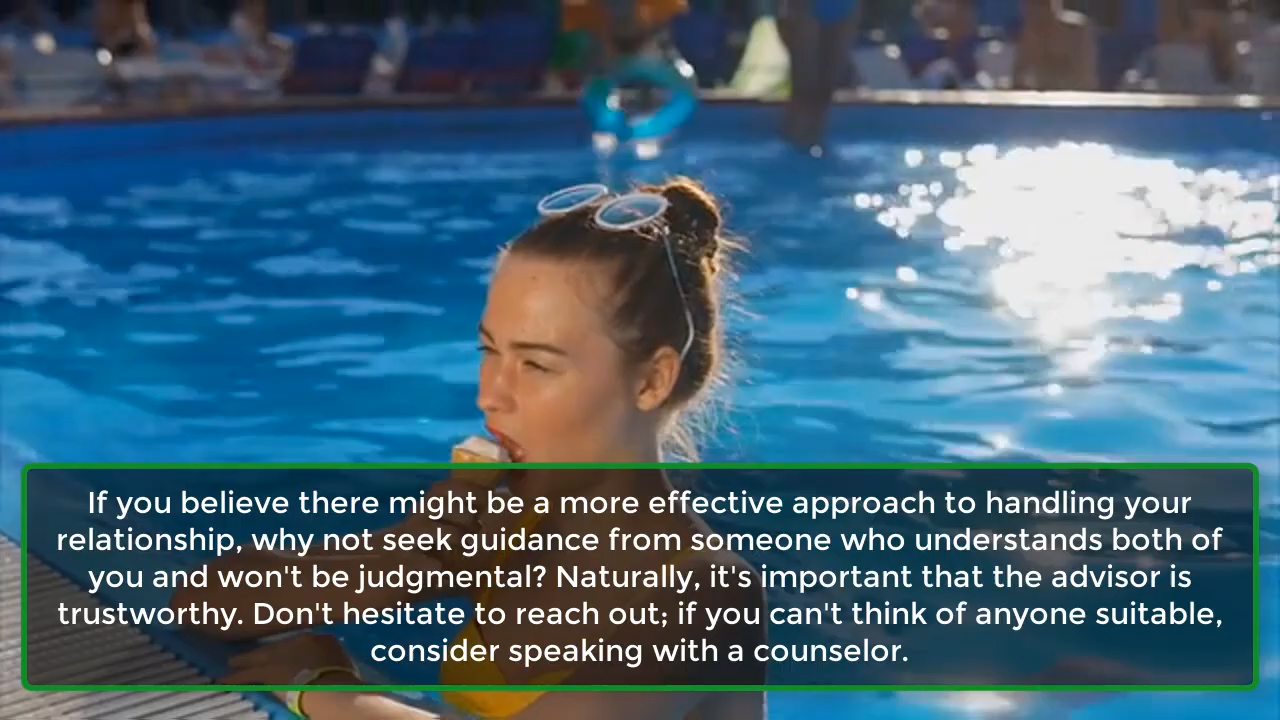 If you believe there might be a more effective approach to handling your
relationship, why not seek guidance from someone who understands both of
you and won't be judgmental? Naturally, it's important that the advisor is
trustworthy. Don't hesitate to reach out; if you can't think of anyone suitable,
consider speaking with a counselor.